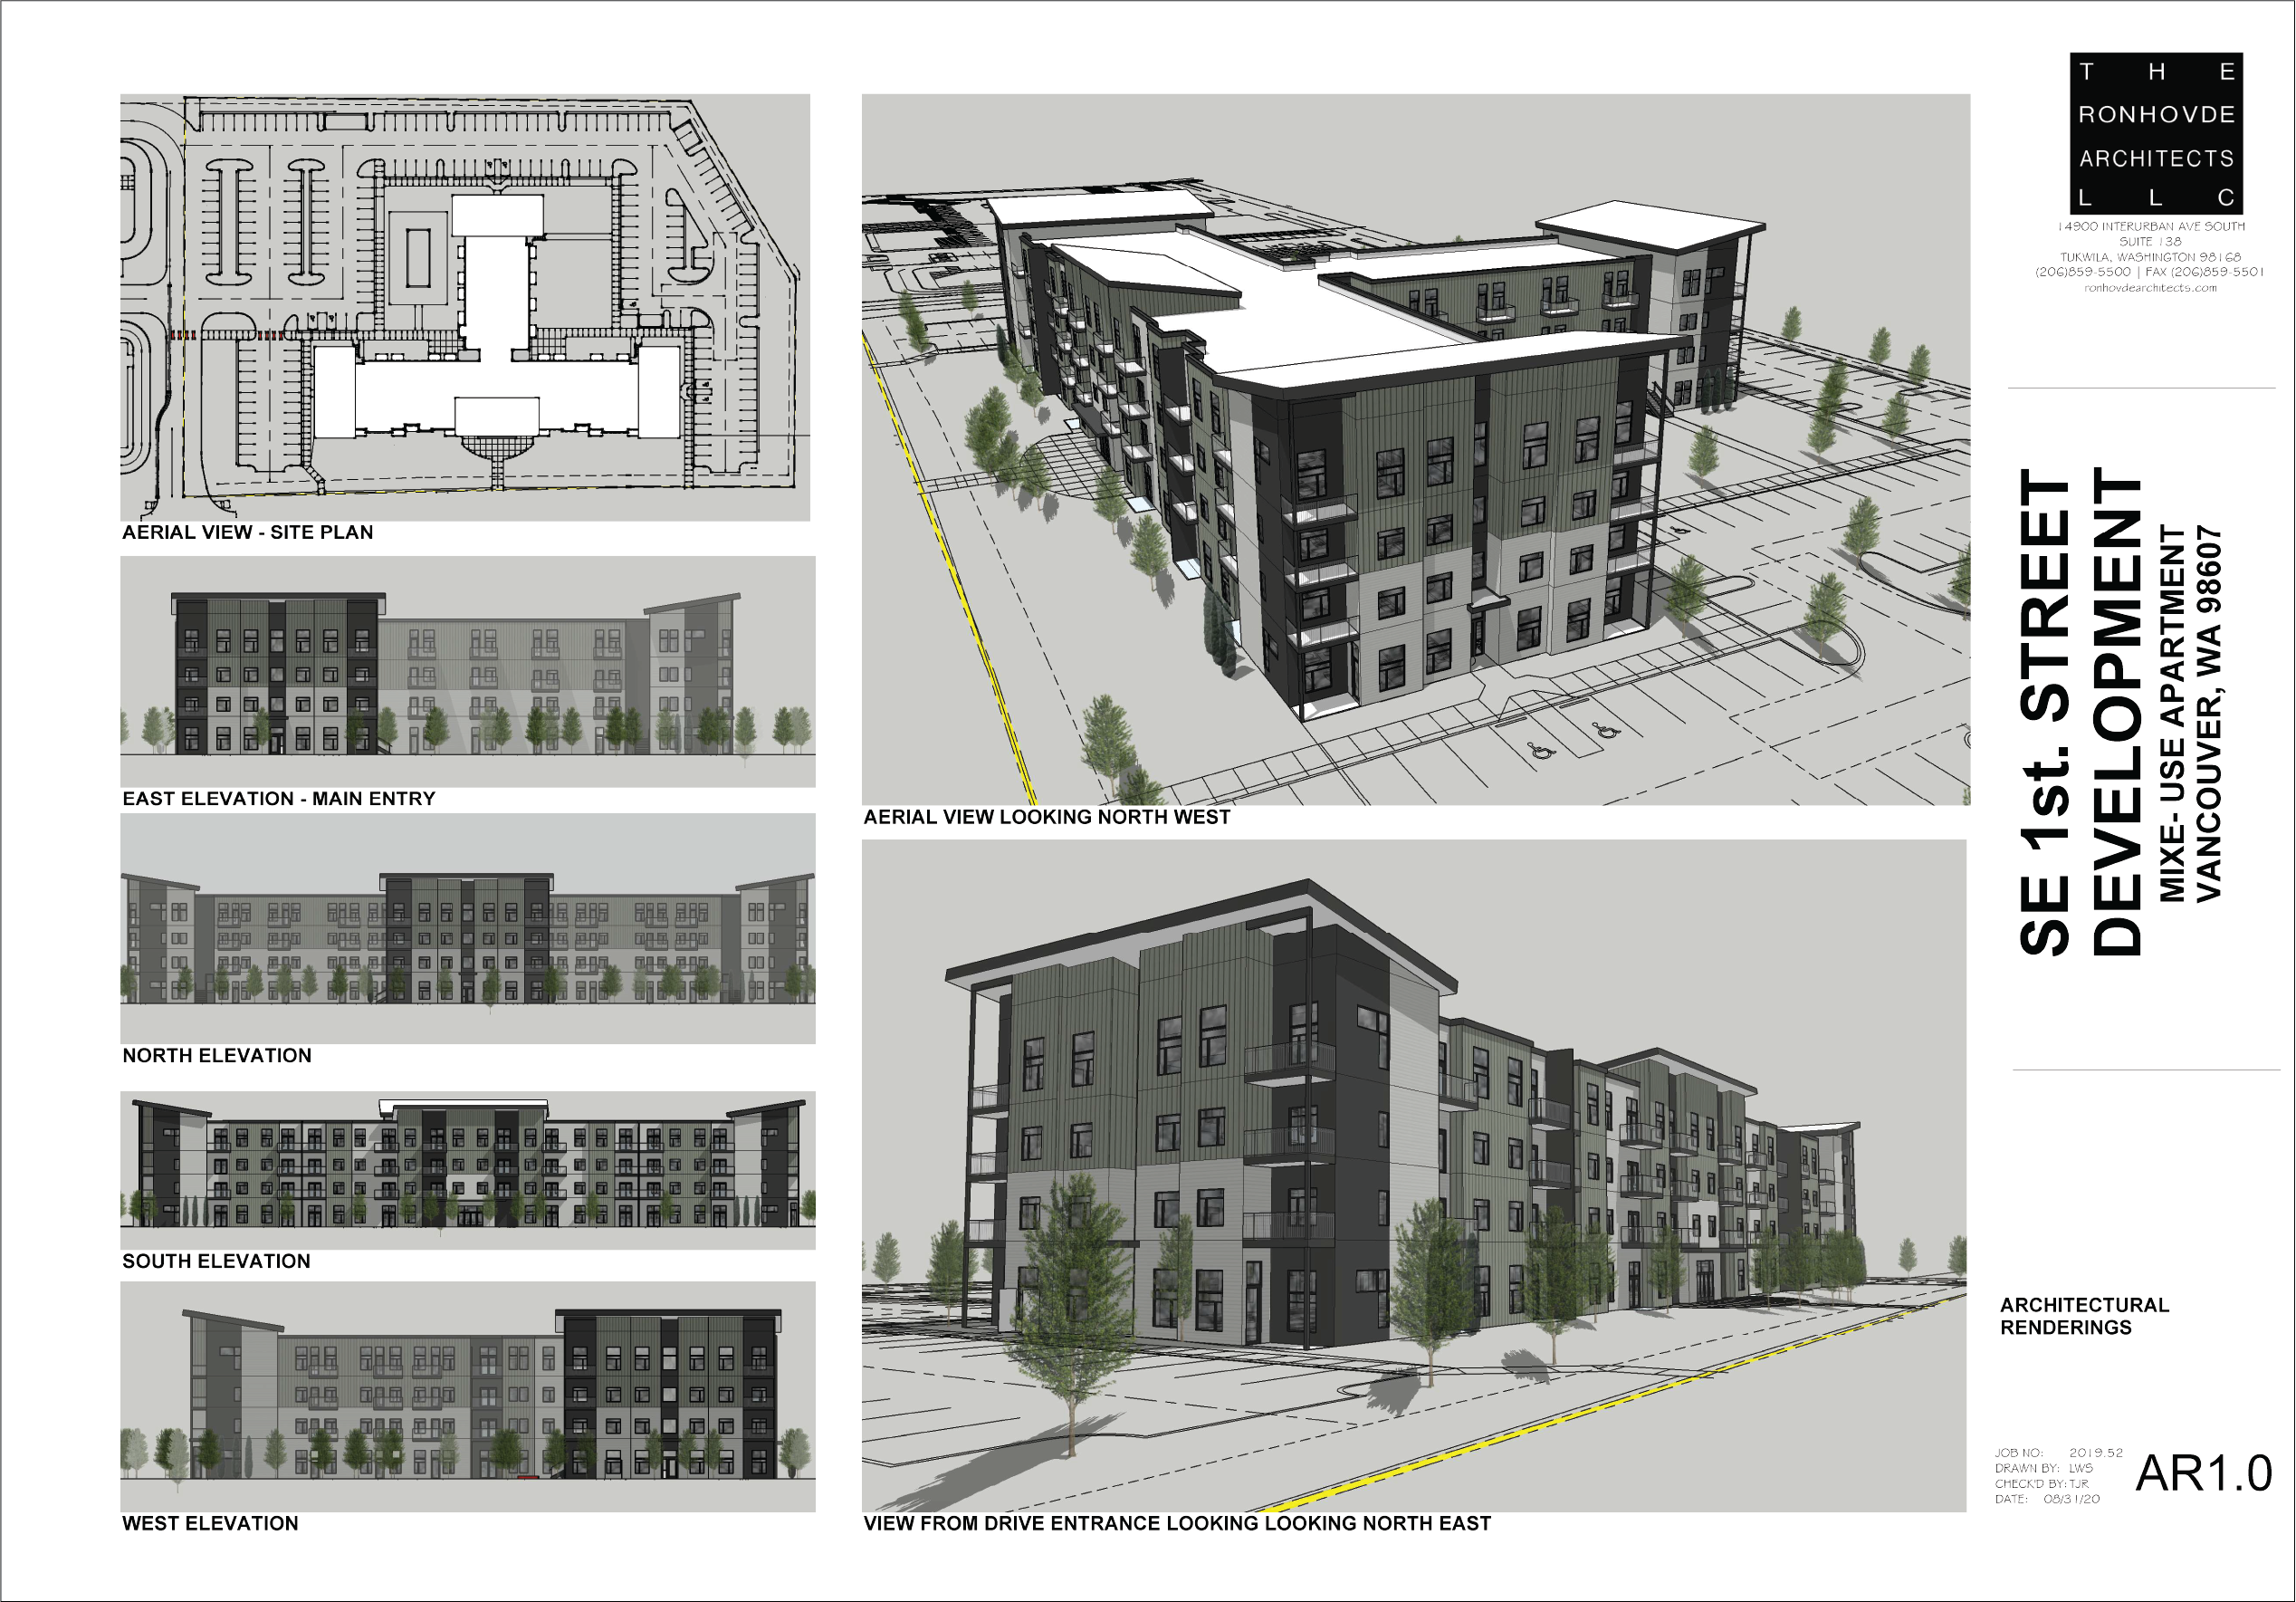 AERIAL VIEW - SITE PLAN
EAST ELEVATION - MAIN ENTRY
NORTH ELEVATION
SOUTH ELEVATION
WEST ELEVATION
AERIAL VIEW LOOKING NORTH WEST
VIEW FROM DRIVE ENTRANCE LOOKING LOOKING NORTH EAST
THE
RONHOVDE
ARCHITECTS
LLC
14900 INTERURBAN AVE SOUTH
SUITE 138
TUKWILA, WASHINGTON 98168
(206)859-5500 | FAX (206)859-5501
ronhovdearchitects.com
SE 1st. STREET
DEVELOPMENT
MIXE- USE APARTMENT
VANCOUVER, WA 98607
ARCHITECTURAL
RENDERINGS
JOB NO: 2019.52
DRAWN BY: LWS
CHECK'D BY: TJR
DATE: 08/31/20
AR1.0